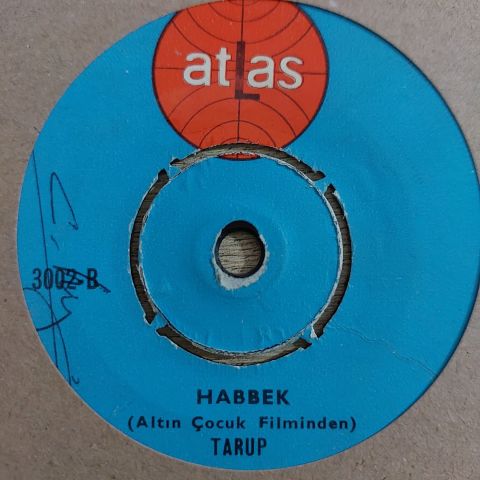 atLas
3002-B
HABBEK
(Altın Çocuk Filminden)
TARUP